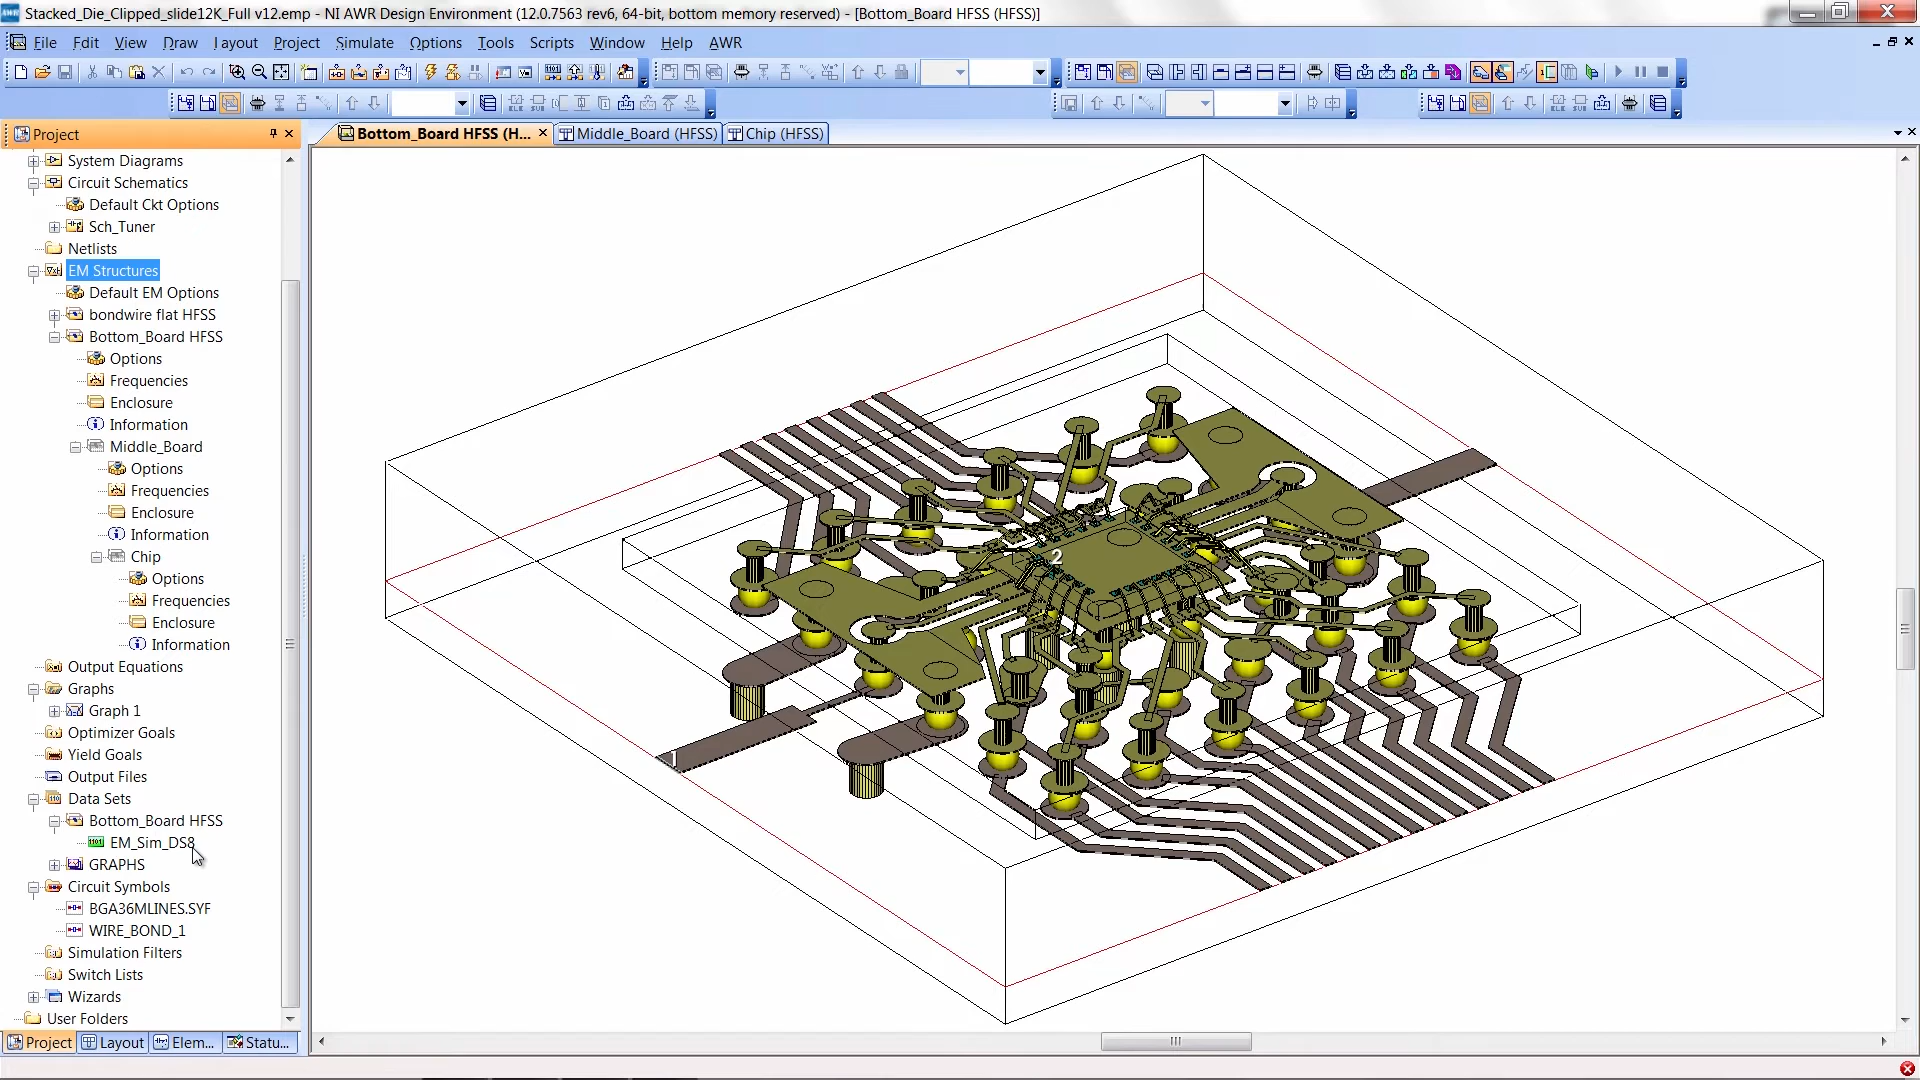 Stacked_Die_Clipped_slide12K_Full v12.emp - NI AWR Design Environment (12.0.7563 rev6, 64-bit, bottom memory reserved) - [Bottom_Board HFSS (HFSS)]
File Edit View Draw Layout Project Simulate Options Tools Scripts Window Help AWR
Project
Bottom_Board HFSS (H... Middle_Board (HFSS) Chip (HFSS)
System Diagrams
Circuit Schematics
Default Ckt Options
Sch_Tuner
Netlists
EM Structures
Default EM Options
bondwire flat HFSS
Bottom_Board HFSS
Options
Frequencies
Enclosure
Information
Middle_Board
Options
Frequencies
Enclosure
Information
Chip
Options
Frequencies
Enclosure
Information
Output Equations
Graphs
Graph 1
Optimizer Goals
Yield Goals
Output Files
Data Sets
Bottom_Board HFSS
EM_Sim_DS8
GRAPHS
Circuit Symbols
BGA36MLINES.SYF
WIRE_BOND_1
Simulation Filters
Switch Lists
Wizards
User Folders
Project Layout Elem... Statu...
2
1